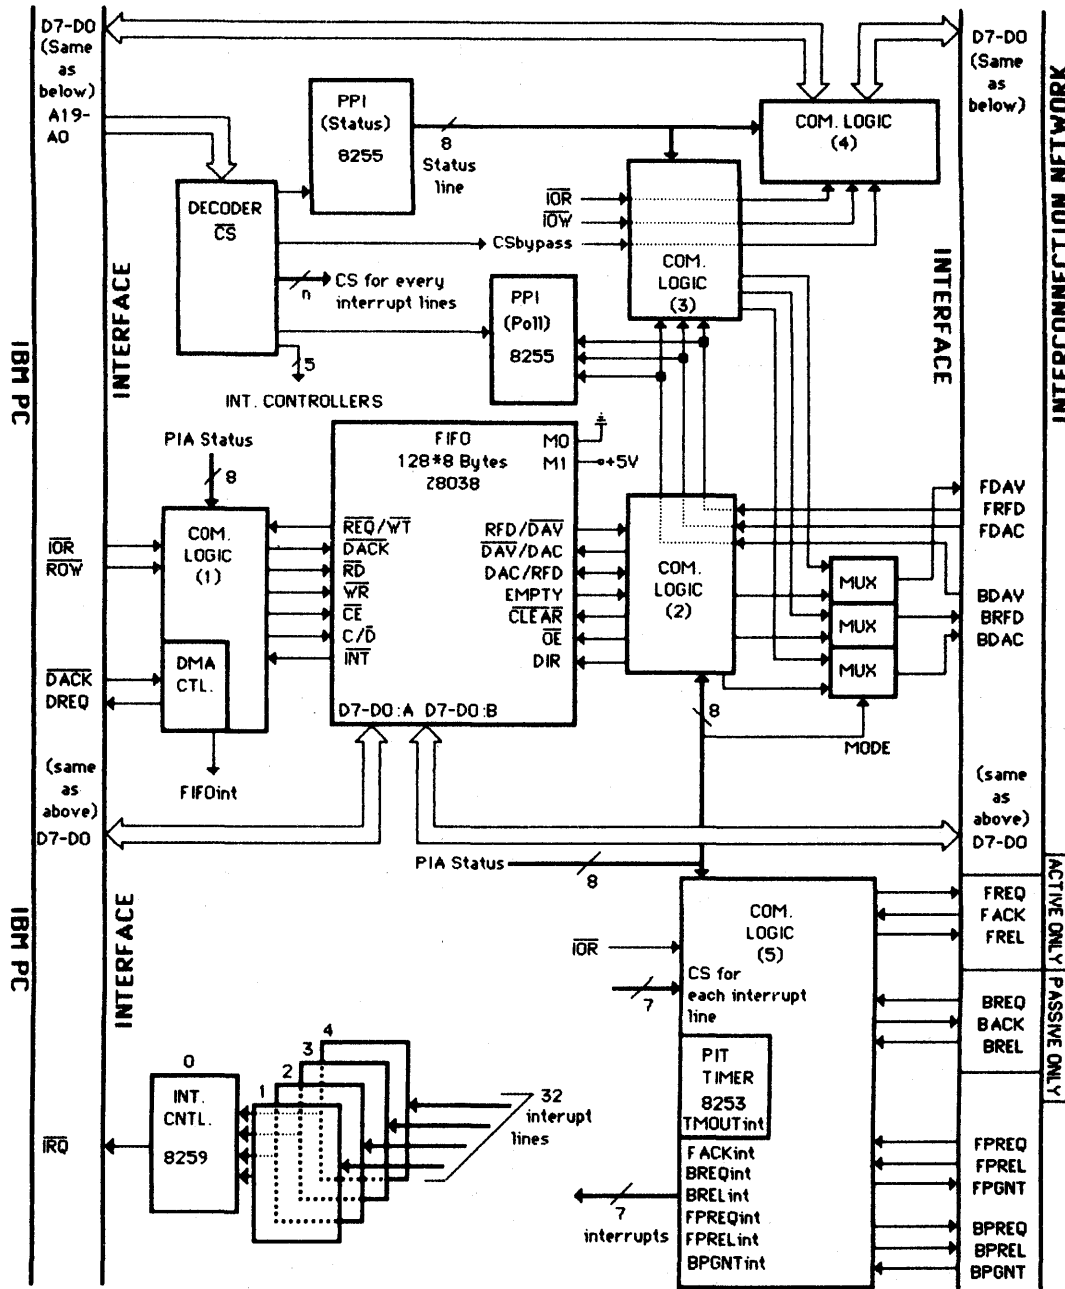 D7-D0
(Same
as
below)
A19-
A0
PPI
(Status)
8255
8
Status
line
COM. LOGIC
(4)
D7-D0
(Same
as
below)
INTERCONNECTION NETWORK
DECODER
CS
IOR
IOW
CSbypass
COM.
LOGIC
(3)
n
CS for every
interrupt lines
PPI
(Poll)
8255
5
INT. CONTROLLERS
INTERFACE
IBM PC
INTERFACE
PIA Status
8
FIFO
128*8 Bytes
Z8038
M0
M1
+5V
COM.
LOGIC
(1)
IOR
ROW
DACK
DREQ
DMA
CTL.
FIFOint
REQ/WT
DACK
RD
WR
CE
C/D
INT
RFD/DAV
DAV/DAC
DAC/RFD
EMPTY
CLEAR
OE
DIR
D7-D0:A D7-D0:B
COM.
LOGIC
(2)
8
MUX
MUX
MUX
MODE
FDAV
FRFD
FDAC
BDAV
BRFD
BDAC
(same
as
above)
D7-D0
(same
as
above)
D7-D0
PIA Status
8
IBM PC
INTERFACE
COM.
LOGIC
(5)
IOR
7
CS for
each interrupt
line
PIT
TIMER
8253
TMOUTint
FACKint
BREQint
BRELint
FPREQint
FPRELint
BPGNTint
7
interrupts
FREQ
FACK
FREL
ACTIVE ONLY
BREQ
BACK
BREL
PASSIVE ONLY
FPREQ
FPREL
FPGNT
BPREQ
BPREL
BPGNT
IRQ
0
INT.
CNTL.
8259
1
2
3
4
32
interupt
lines